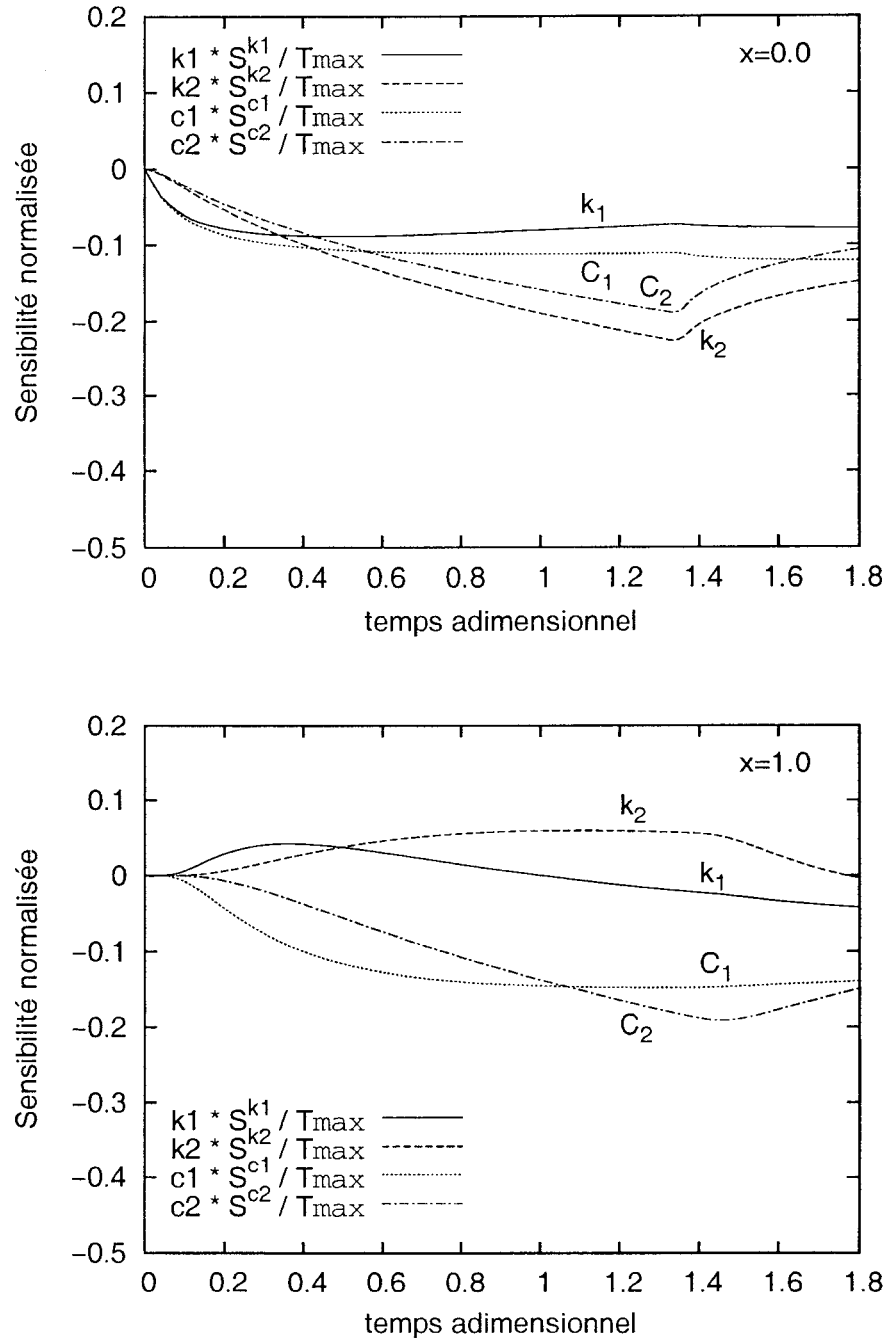 0.2
k1 * S^k1 / Tmax
x=0.0
k2 * S^k2 / Tmax
0.1
c1 * S^c1 / Tmax
c2 * S^c2 / Tmax
0
k1
−0.1
C1
C2
−0.2
k2
−0.3
−0.4
−0.5
Sensibilité normalisée
0 0.2 0.4 0.6 0.8 1 1.2 1.4 1.6 1.8
temps adimensionnel
0.2
x=1.0
0.1
k2
0
k1
−0.1
C1
−0.2
C2
−0.3
k1 * S^k1 / Tmax
k2 * S^k2 / Tmax
−0.4
c1 * S^c1 / Tmax
c2 * S^c2 / Tmax
−0.5
Sensibilité normalisée
0 0.2 0.4 0.6 0.8 1 1.2 1.4 1.6 1.8
temps adimensionnel